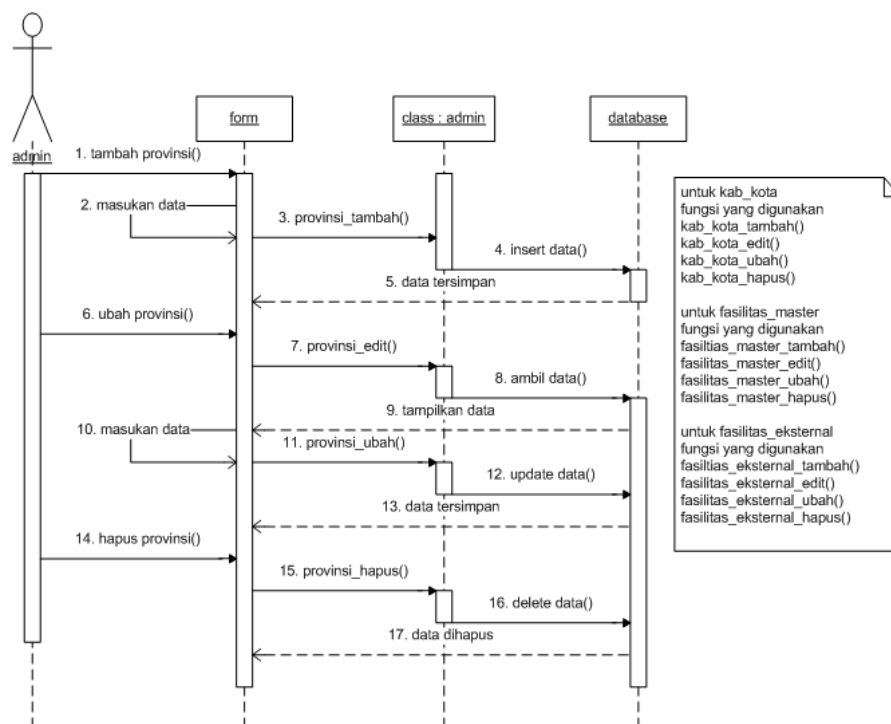 form
class : admin
database
admin
1. tambah provinsi()
2. masukan data
3. provinsi_tambah()
4. insert data()
5. data tersimpan
6. ubah provinsi()
7. provinsi_edit()
8. ambil data()
9. tampilkan data
10. masukan data
11. provinsi_ubah()
12. update data()
13. data tersimpan
14. hapus provinsi()
15. provinsi_hapus()
16. delete data()
17. data dihapus
untuk kab_kota
fungsi yang digunakan
kab_kota_tambah()
kab_kota_edit()
kab_kota_ubah()
kab_kota_hapus()
untuk fasilitas_master
fungsi yang digunakan
fasiltias_master_tambah()
fasilitas_master_edit()
fasilitas_master_ubah()
fasilitas_master_hapus()
untuk fasilitas_eksternal
fungsi yang digunakan
fasiltias_eksternal_tambah()
fasilitas_eksternal_edit()
fasilitas_eksternal_ubah()
fasilitas_eksternal_hapus()